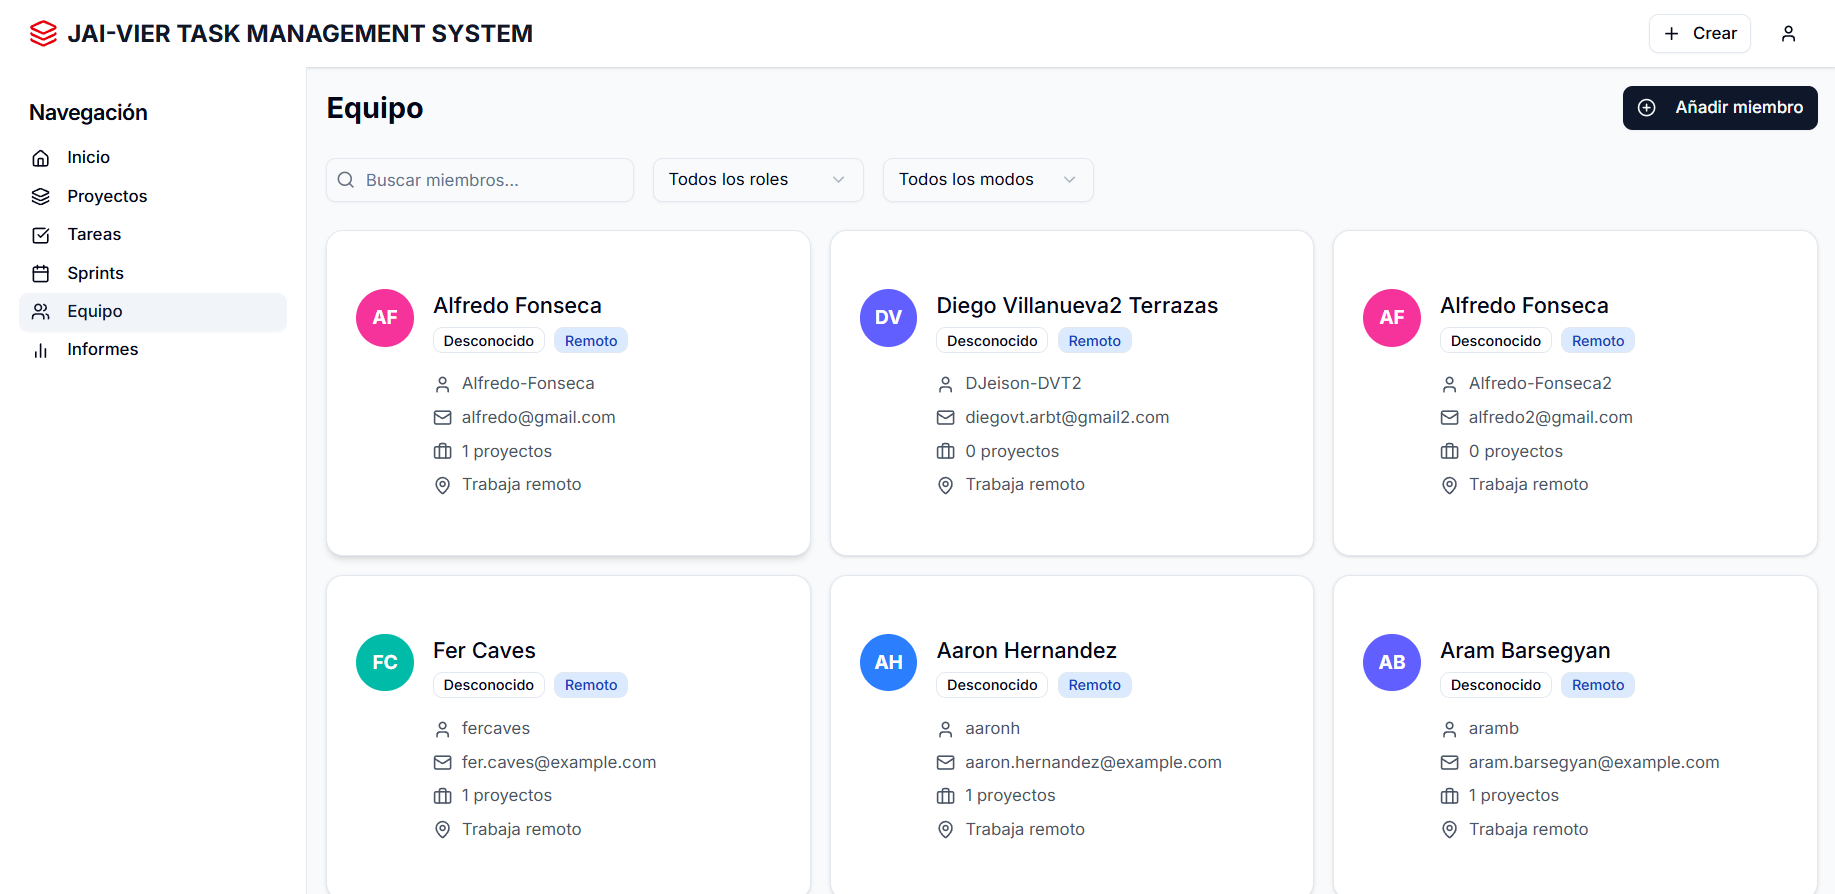 JAI-VIER TASK MANAGEMENT SYSTEM
Crear
Navegación
Inicio
Proyectos
Tareas
Sprints
Equipo
Informes
Equipo
Añadir miembro
Buscar miembros...
Todos los roles
Todos los modos
AF
Alfredo Fonseca
Desconocido
Remoto
Alfredo-Fonseca
alfredo@gmail.com
1 proyectos
Trabaja remoto
DV
Diego Villanueva2 Terrazas
Desconocido
Remoto
DJeison-DVT2
diegovt.arbt@gmail2.com
0 proyectos
Trabaja remoto
AF
Alfredo Fonseca
Desconocido
Remoto
Alfredo-Fonseca2
alfredo2@gmail.com
0 proyectos
Trabaja remoto
FC
Fer Caves
Desconocido
Remoto
fercaves
fer.caves@example.com
1 proyectos
Trabaja remoto
AH
Aaron Hernandez
Desconocido
Remoto
aaronh
aaron.hernandez@example.com
1 proyectos
Trabaja remoto
AB
Aram Barsegyan
Desconocido
Remoto
aramb
aram.barsegyan@example.com
1 proyectos
Trabaja remoto